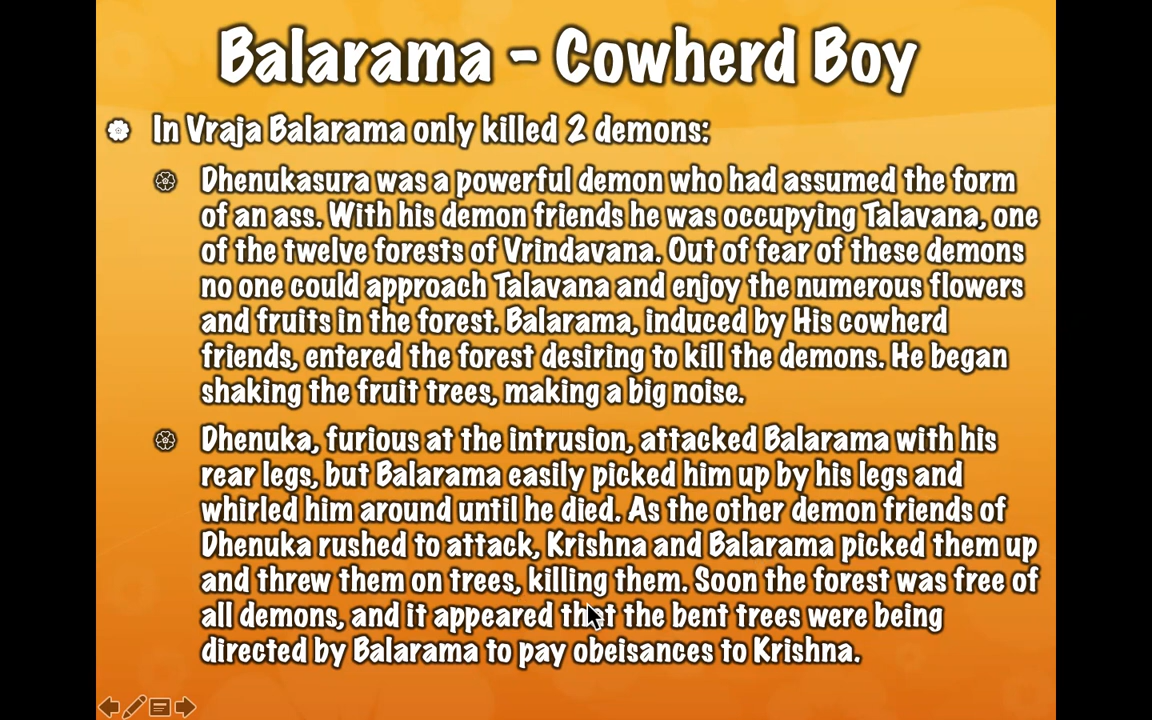 Balarama - Cowherd Boy
In Vraja Balarama only killed 2 demons:
Dhenukasura was a powerful demon who had assumed the form
of an ass. With his demon friends he was occupying Talavana, one
of the twelve forests of Vrindavana. Out of fear of these demons
no one could approach Talavana and enjoy the numerous flowers
and fruits in the forest. Balarama, induced by His cowherd
friends, entered the forest desiring to kill the demons. He began
shaking the fruit trees, making a big noise.
Dhenuka, furious at the intrusion, attacked Balarama with his
rear legs, but Balarama easily picked him up by his legs and
whirled him around until he died. As the other demon friends of
Dhenuka rushed to attack, Krishna and Balarama picked them up
and threw them on trees, killing them. Soon the forest was free of
all demons, and it appeared that the bent trees were being
directed by Balarama to pay obeisances to Krishna.